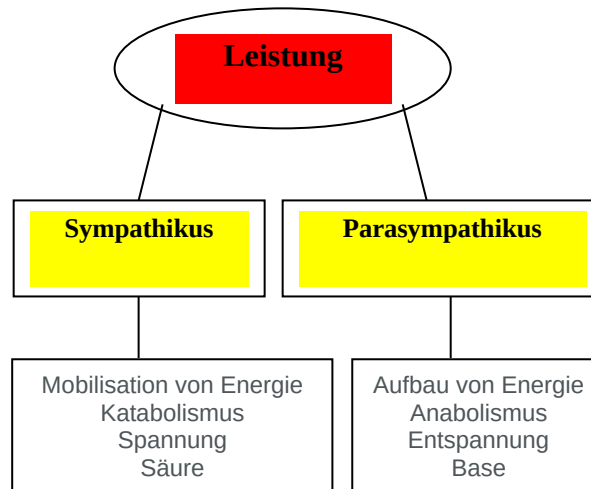 Leistung
Sympathikus
Parasympathikus
Mobilisation von Energie
Katabolismus
Spannung
Säure
Aufbau von Energie
Anabolismus
Entspannung
Base